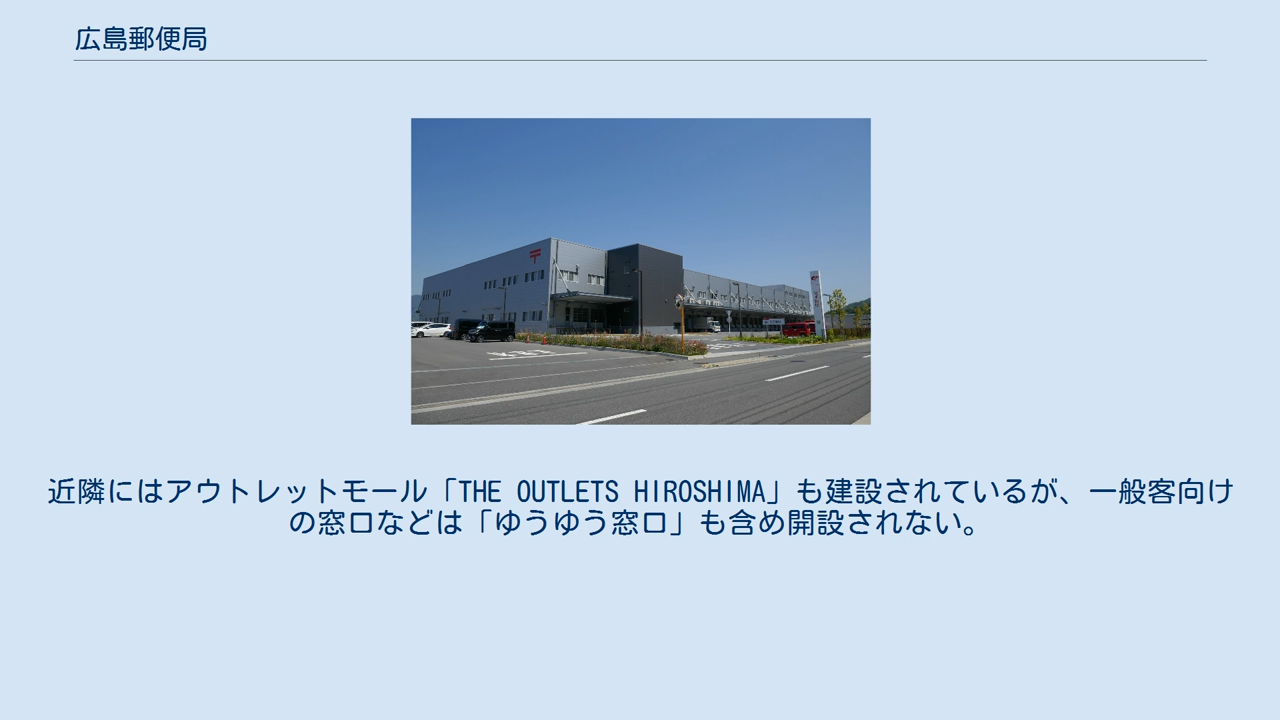 広島郵便局
近隣にはアウトレットモール「THE OUTLETS HIROSHIMA」も建設されているが、一般客向け
の窓口などは「ゆうゆう窓口」も含め開設されない。